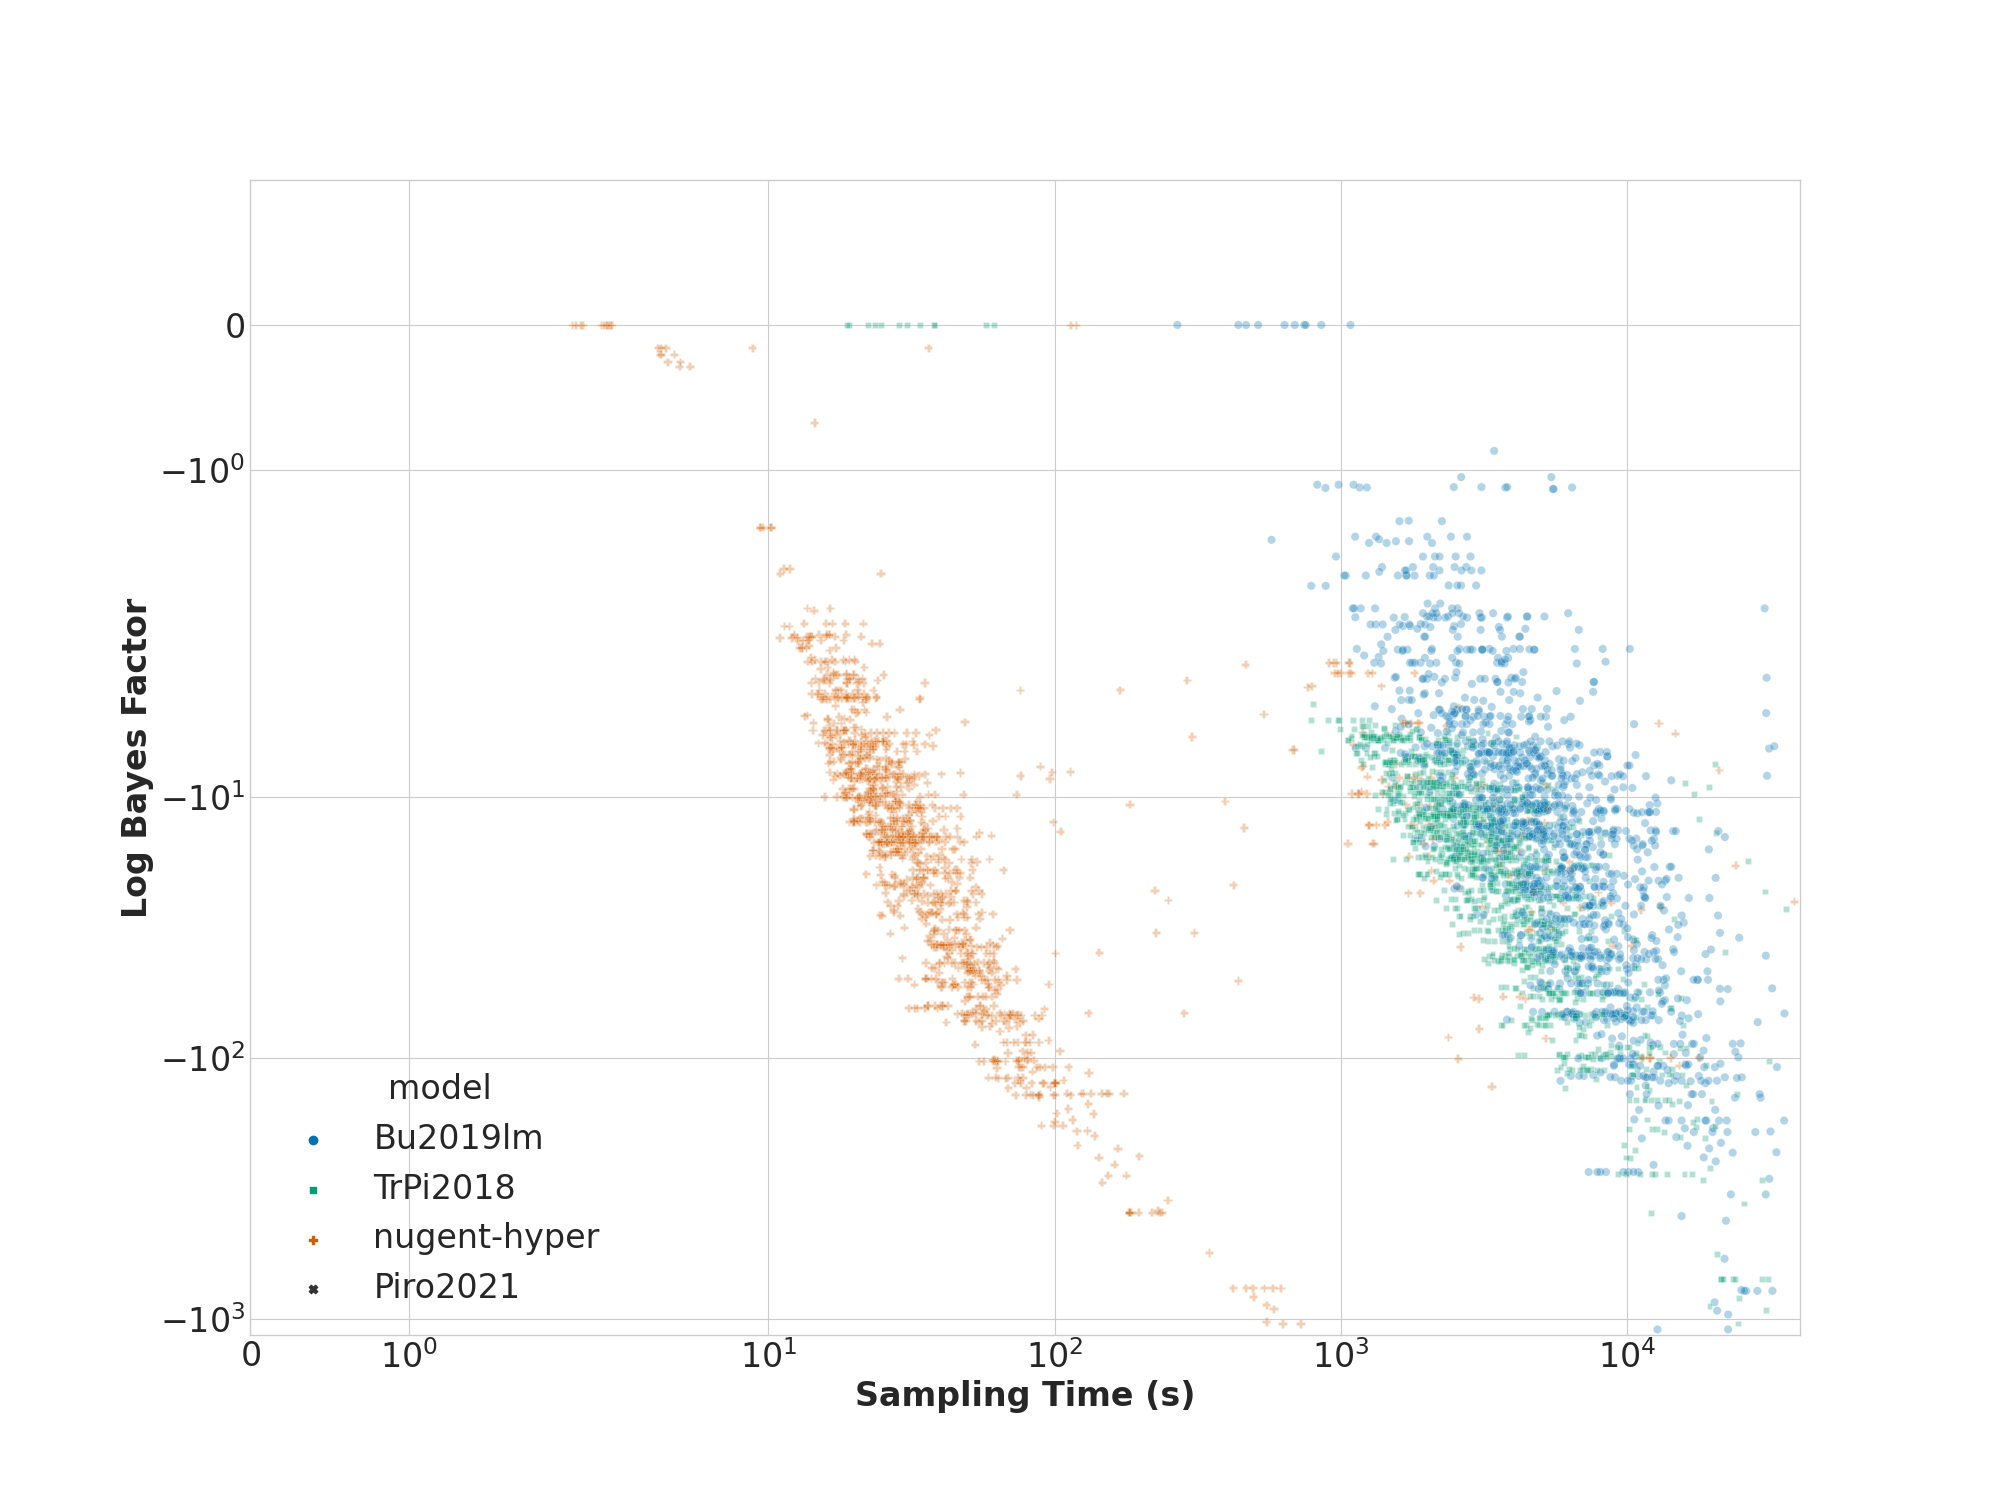 0
−10⁰
−10¹
−10²
−10³
Log Bayes Factor
model
Bu2019lm
TrPi2018
nugent-hyper
Piro2021
0 10⁰ 10¹ 10² 10³ 10⁴
Sampling Time (s)